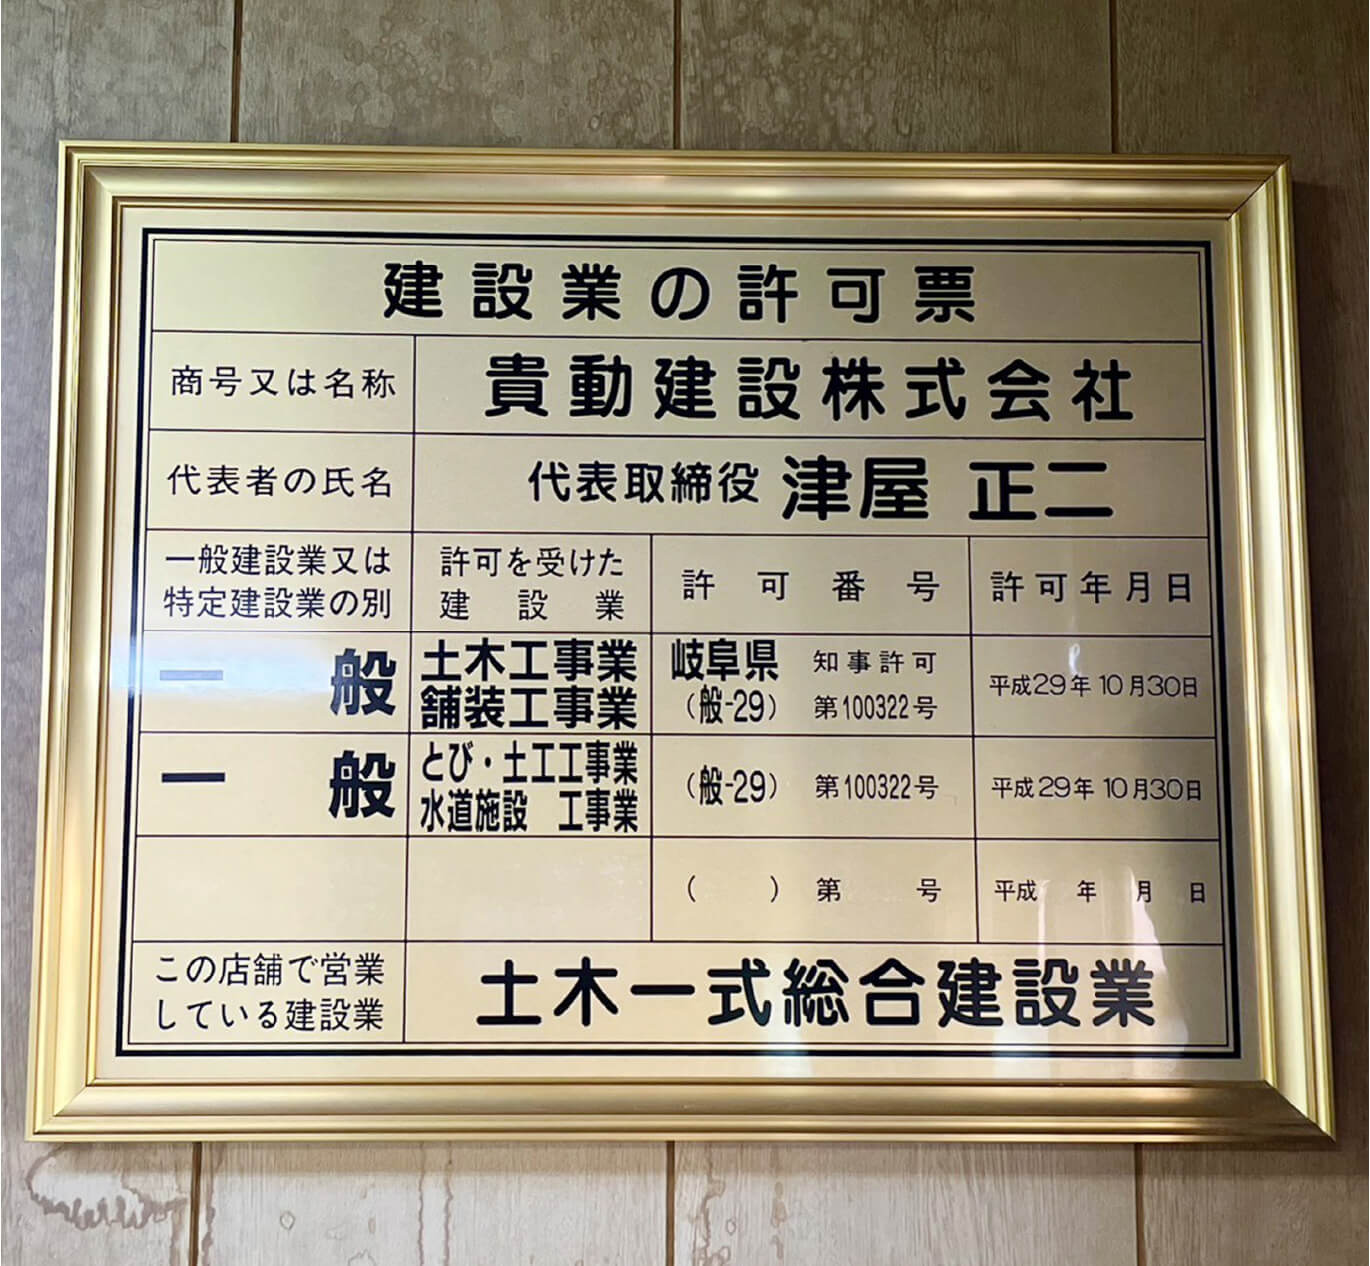 建設業の許可票
商号又は名称
貴動建設株式会社
代表者の氏名
代表取締役 津屋 正二
一般建設業又は
特定建設業の別
許可を受けた
建設業
許可番号
許可年月日
一般
土木工事業
舗装工事業
岐阜県 知事許可
(般-29) 第100322号
平成29年10月30日
一般
とび・土工工事業
水道施設 工事業
(般-29) 第100322号
平成29年10月30日
( ) 第 号
平成 年 月 日
この店舗で営業
している建設業
土木一式総合建設業